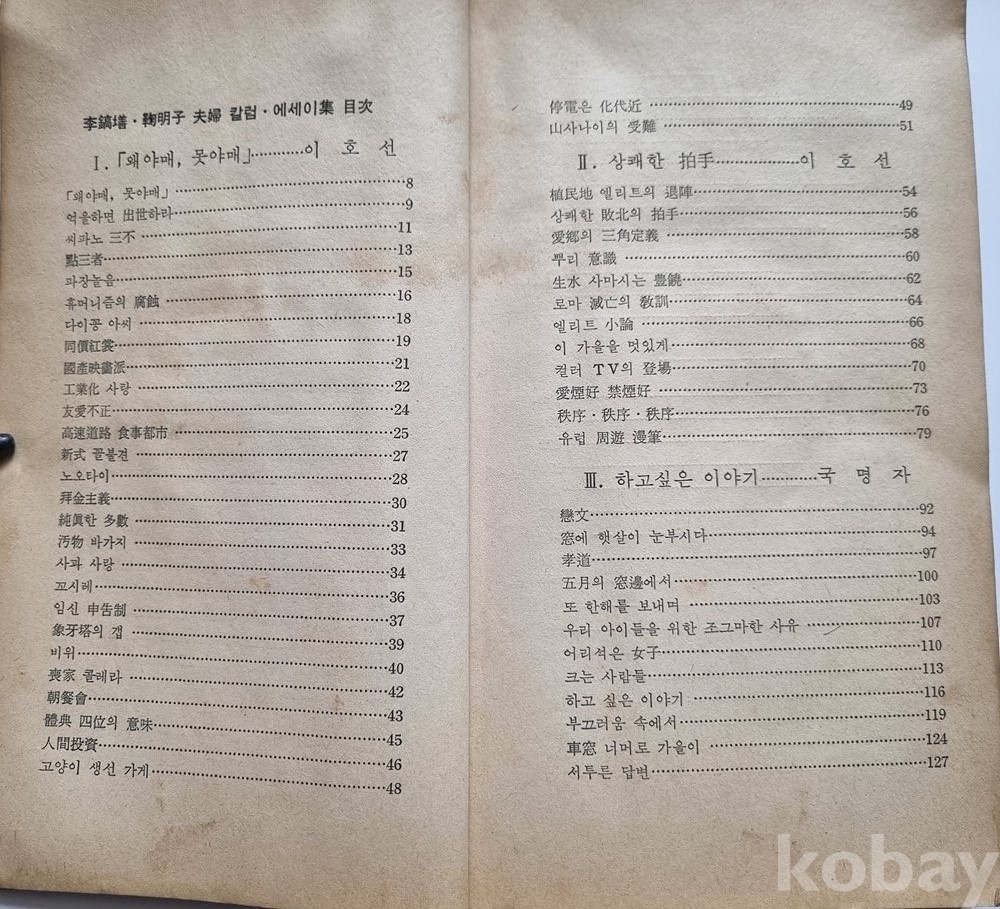 李鎬墡·鞠明子 夫婦 칼럼·에세이集 目次
Ⅰ.「왜야매, 못야매」…………이 호 선
「왜야매, 못야매」…………8
억울하면 出世하라…………9
씨파노 三不…………11
點三者…………13
파장놀음…………15
휴머니즘의 腐蝕…………16
다이꽁 아씨…………18
同價紅裳…………19
國產映畫派…………21
工業化 사랑…………22
友愛不正…………24
高速道路 食事都市…………25
新式 꼴불견…………27
노오타이…………28
拜金主義…………30
純眞한 多數…………31
汚物 바가지…………33
사과 사랑…………34
꼬시레…………36
임신 申告制…………37
象牙塔의 갭…………39
비위…………40
喪家 콜레라…………42
朝餐會…………43
體典 四位의 意味…………45
人間投資…………46
고양이 생선 가게…………48
停電은 化代近…………49
山사나이의 受難…………51
Ⅱ. 상쾌한 拍手…………이 호 선
植民地 엘리트의 退陣…………54
상쾌한 敗北의 拍手…………56
愛鄕의 三角定義…………58
뿌리 意識…………60
生水 사마시는 豊饒…………62
로마 滅亡의 敎訓…………64
엘리트 小論…………66
이 가을을 멋있게…………68
컬러 TV의 登場…………70
愛煙好 禁煙好…………73
秩序·秩序·秩序…………76
유럽 周遊 漫筆…………79
Ⅲ. 하고싶은 이야기…………국 명 자
戀文…………92
窓에 햇살이 눈부시다…………94
孝道…………97
五月의 窓邊에서…………100
또 한해를 보내며…………103
우리 아이들을 위한 조그마한 사유…………107
어리석은 女子…………110
크는 사람들…………113
하고 싶은 이야기…………116
부끄러움 속에서…………119
車窓 너머로 가을이…………124
서투른 답변…………127
kobay